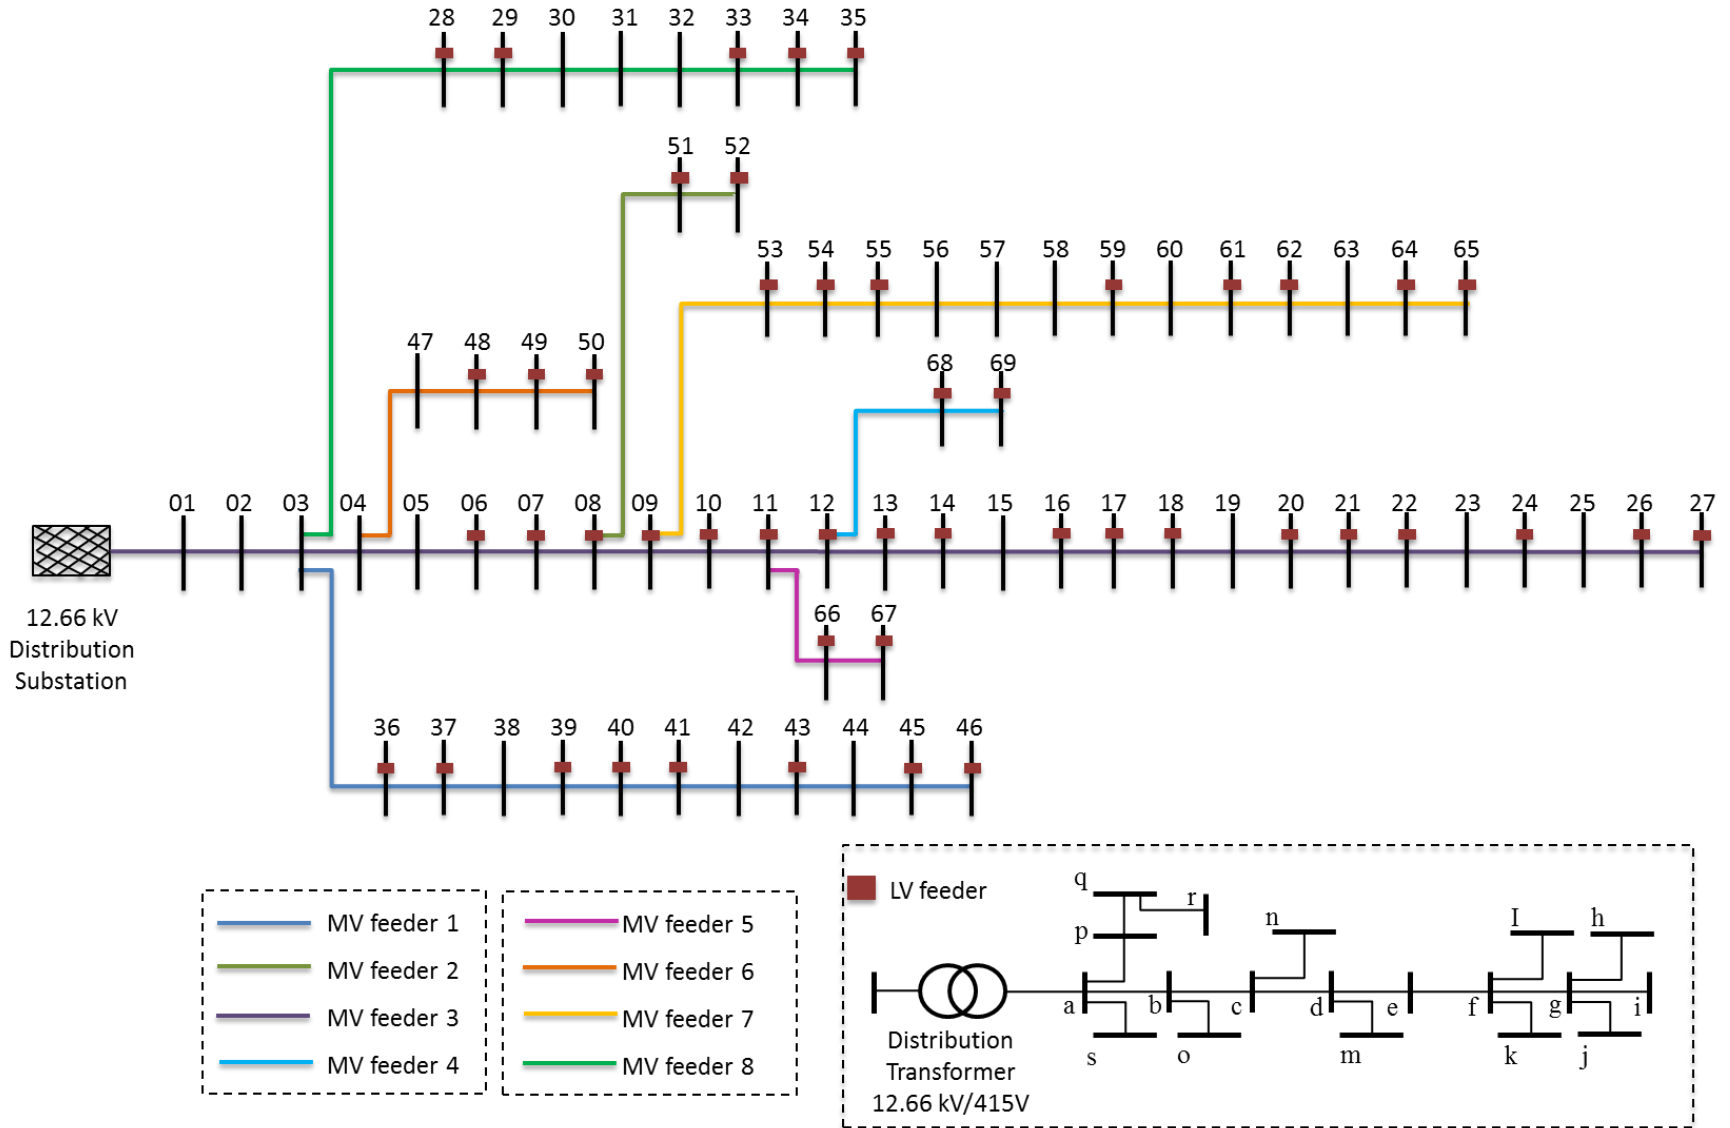 28 29 30 31 32 33 34 35
51 52
53 54 55 56 57 58 59 60 61 62 63 64 65
47 48 49 50
68 69
01 02 03 04 05 06 07 08 09 10 11 12 13 14 15 16 17 18 19 20 21 22 23 24 25 26 27
12.66 kV
Distribution
Substation
66 67
36 37 38 39 40 41 42 43 44 45 46
MV feeder 1
MV feeder 2
MV feeder 3
MV feeder 4
MV feeder 5
MV feeder 6
MV feeder 7
MV feeder 8
LV feeder
q r
p n I h
a b c d e f g i
s o m k j
Distribution
Transformer
12.66 kV/415V